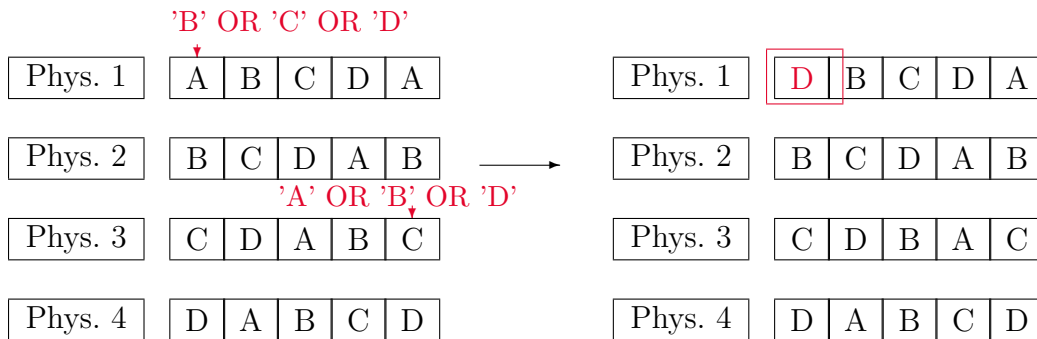 'B' OR 'C' OR 'D'
Phys. 1 A B C D A
Phys. 2 B C D A B
'A' OR 'B' OR 'D'
Phys. 3 C D A B C
Phys. 4 D A B C D
Phys. 1 D B C D A
Phys. 2 B C D A B
Phys. 3 C D B A C
Phys. 4 D A B C D